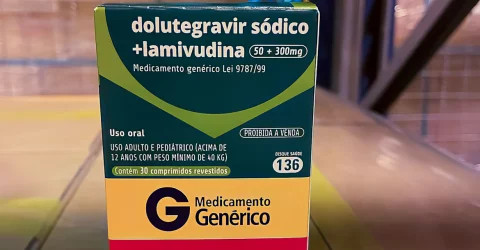 dolutegravir sódico
+lamivudina 50 + 300mg
Medicamento genérico Lei 9787/99
Uso oral
PROIBIDA A VENDA
USO ADULTO E PEDIÁTRICO (ACIMA DE
12 ANOS COM PESO MÍNIMO DE 40 KG)
Contém 30 comprimidos revestidos
DISQUE SAÚDE
136
G Medicamento
Genérico